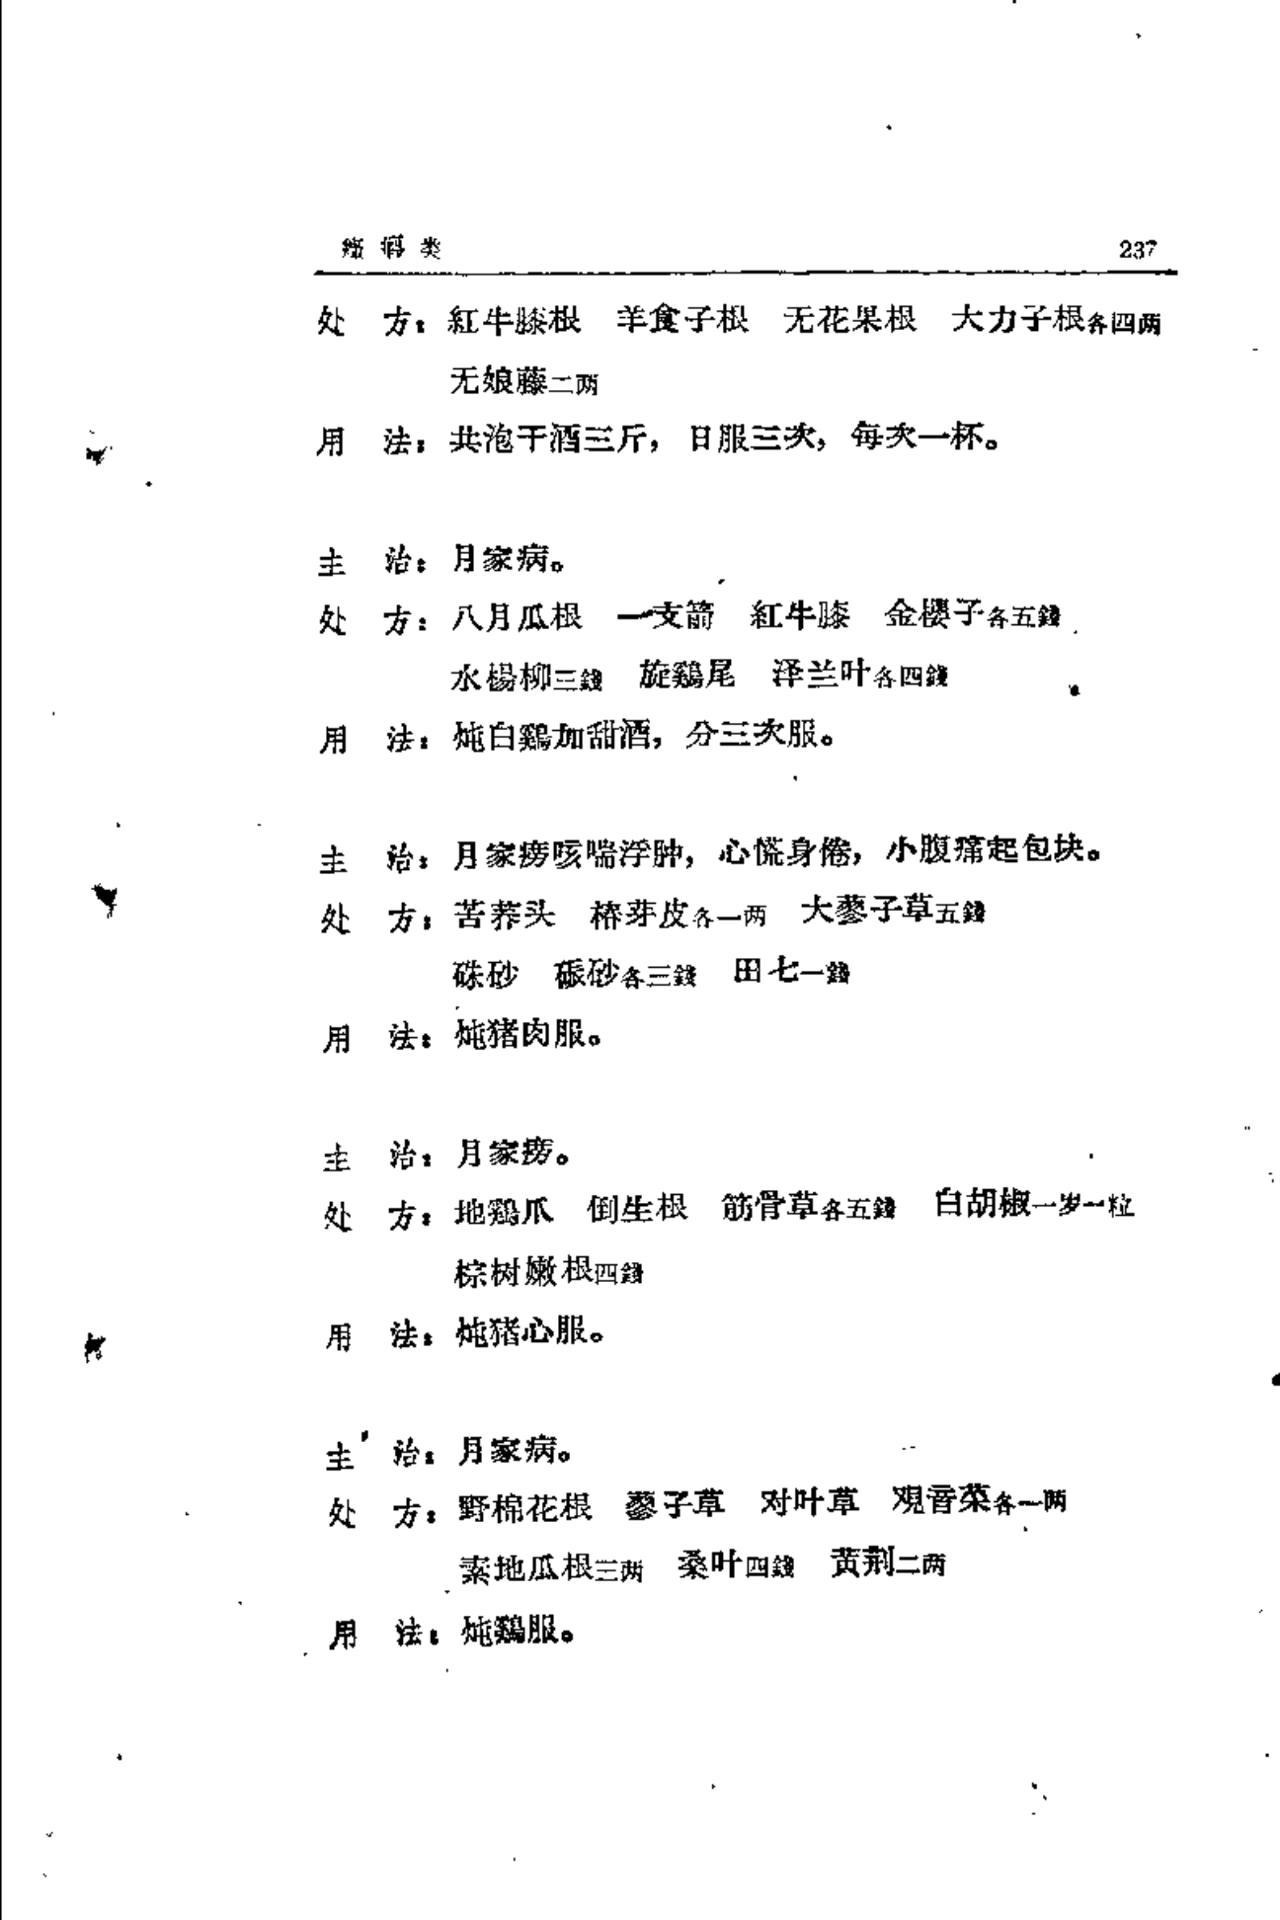 类 237
处 方：紅牛膝根 羊食子根 无花果根 大力子根各四两
无娘藤二两
用 法：共泡干酒三斤，日服三次，每次一杯。
主 治：月家病。
处 方：八月瓜根 一支箭 紅牛膝 金櫻子各五錢
水楊柳三錢 旋鷄尾 泽兰叶各四錢
用 法：炖白鷄加甜酒，分三次服。
主 治：月家痨咳喘浮肿，心慌身倦，小腹痛起包块。
处 方：苦荞头 椿芽皮各一两 大蓼子草五錢
硃砂 砂各三錢 田七一錢
用 法：炖猪肉服。
主 治：月家痨。
处 方：地鷄爪 倒生根 筋骨草各五錢 白胡椒一岁一粒
棕树嫩根四錢
用 法：炖猪心服。
主 治：月家病。
处 方：野棉花根 蓼子草 对叶草 观音菜各一两
地瓜根三两 桑叶四錢 黄荆二两
用 法：炖鷄服。